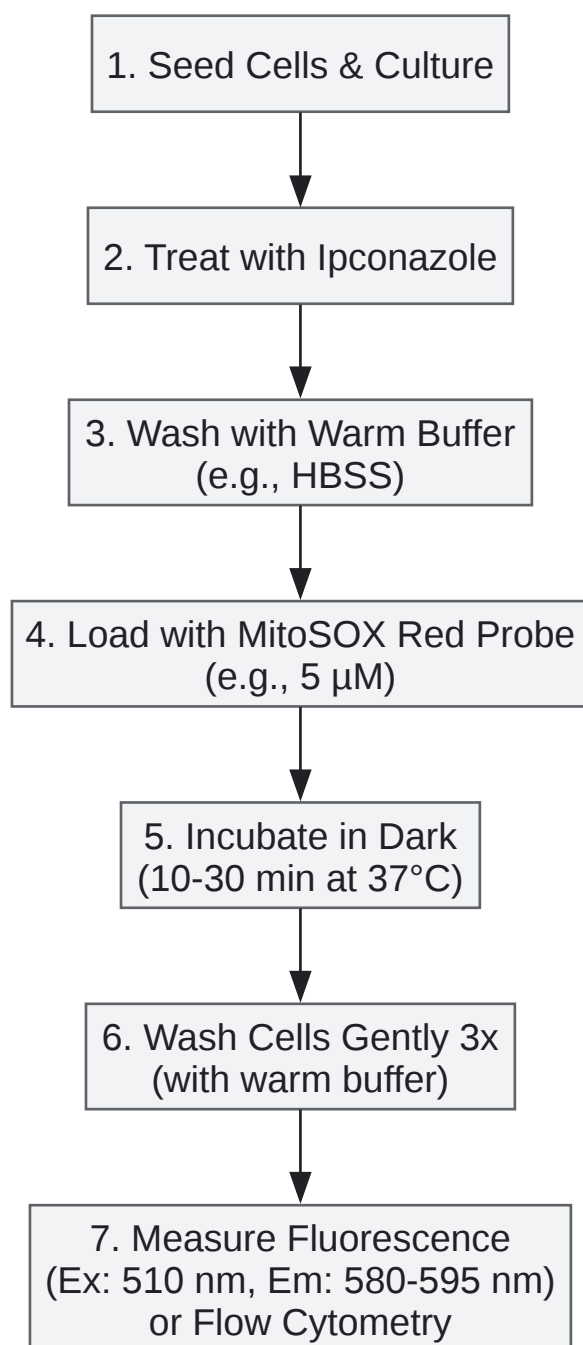 1. Seed Cells & Culture
2. Treat with Ipconazole
3. Wash with Warm Buffer
(e.g., HBSS)
4. Load with MitoSOX Red Probe
(e.g., 5 µM)
5. Incubate in Dark
(10-30 min at 37°C)
6. Wash Cells Gently 3x
(with warm buffer)
7. Measure Fluorescence
(Ex: 510 nm, Em: 580-595 nm)
or Flow Cytometry